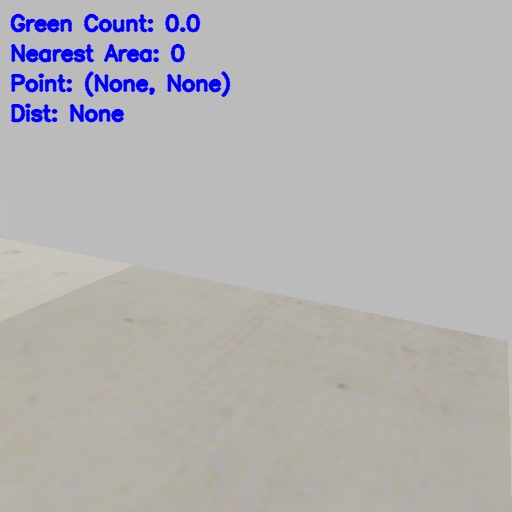 Green Count: 0.0
Nearest Area: 0
Point: (None, None)
Dist: None